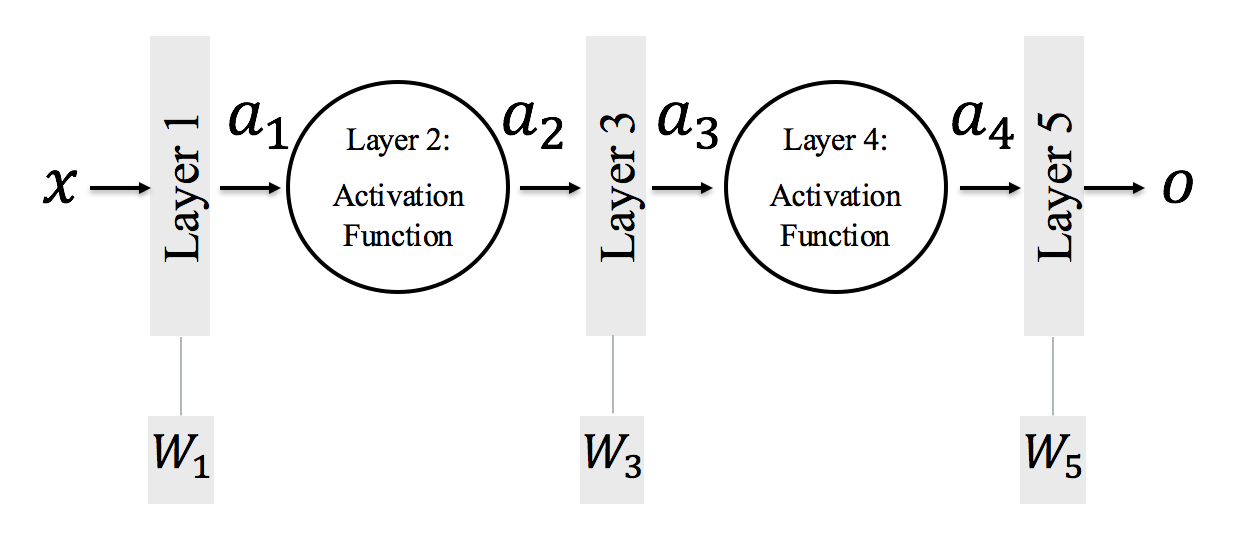 x
Layer 1
a₁
Layer 2:
Activation
Function
a₂
Layer 3
a₃
Layer 4:
Activation
Function
a₄
Layer 5
o
W₁
W₃
W₅